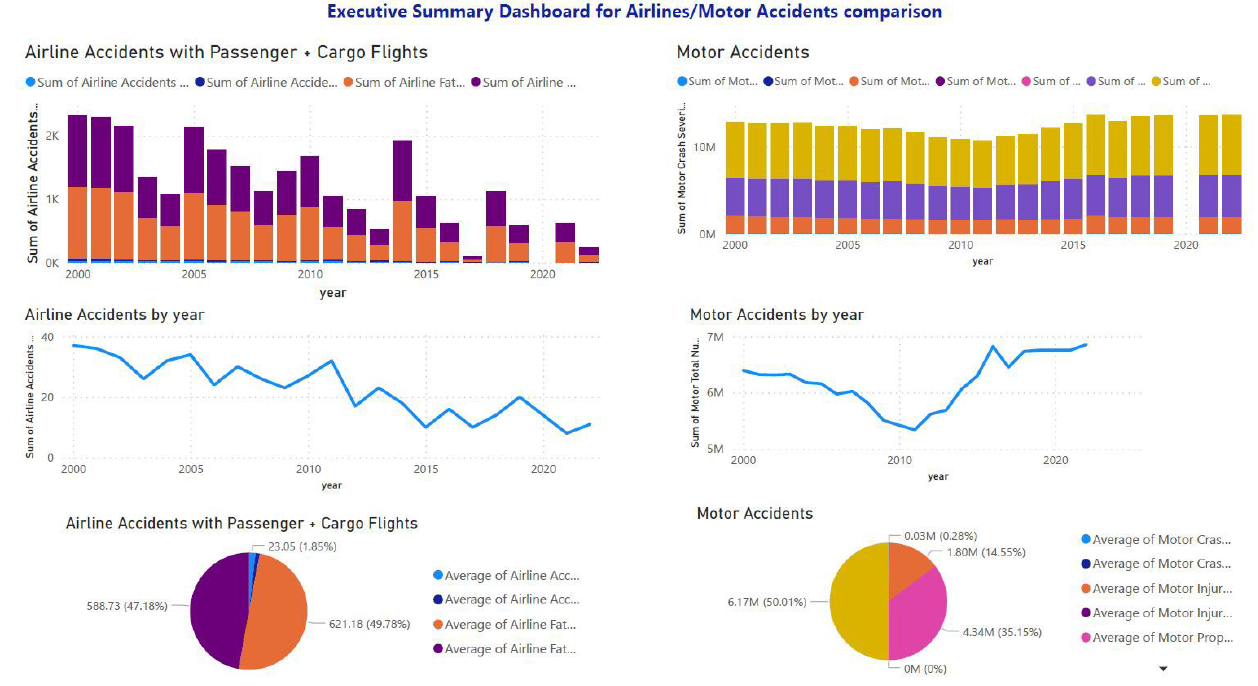 Executive Summary Dashboard for Airlines/Motor Accidents comparison
Airline Accidents with Passenger + Cargo Flights
Sum of Airline Accidents ... Sum of Airline Accide... Sum of Airline Fat... Sum of Airline ...
Sum of Airline Accidents...
2K
1K
0K
2000 2005 2010 2015 2020
year
Motor Accidents
Sum of Mot... Sum of Mot... Sum of Mot... Sum of Mot... Sum of ... Sum of ... Sum of ...
Sum of Motor Crash Severi...
10M
0M
2000 2005 2010 2015 2020
year
Airline Accidents by year
Sum of Airline Accidents ...
40
20
0
2000 2005 2010 2015 2020
year
Motor Accidents by year
Sum of Motor Total Nu...
7M
6M
5M
2000 2010 2020
year
Airline Accidents with Passenger + Cargo Flights
23.05 (1.85%)
588.73 (47.18%)
621.18 (49.78%)
Average of Airline Acc...
Average of Airline Acc...
Average of Airline Fat...
Average of Airline Fat...
Motor Accidents
0.03M (0.28%)
1.80M (14.55%)
6.17M (50.01%)
4.34M (35.15%)
0M (0%)
Average of Motor Cras...
Average of Motor Cras...
Average of Motor Injur...
Average of Motor Injur...
Average of Motor Prop...